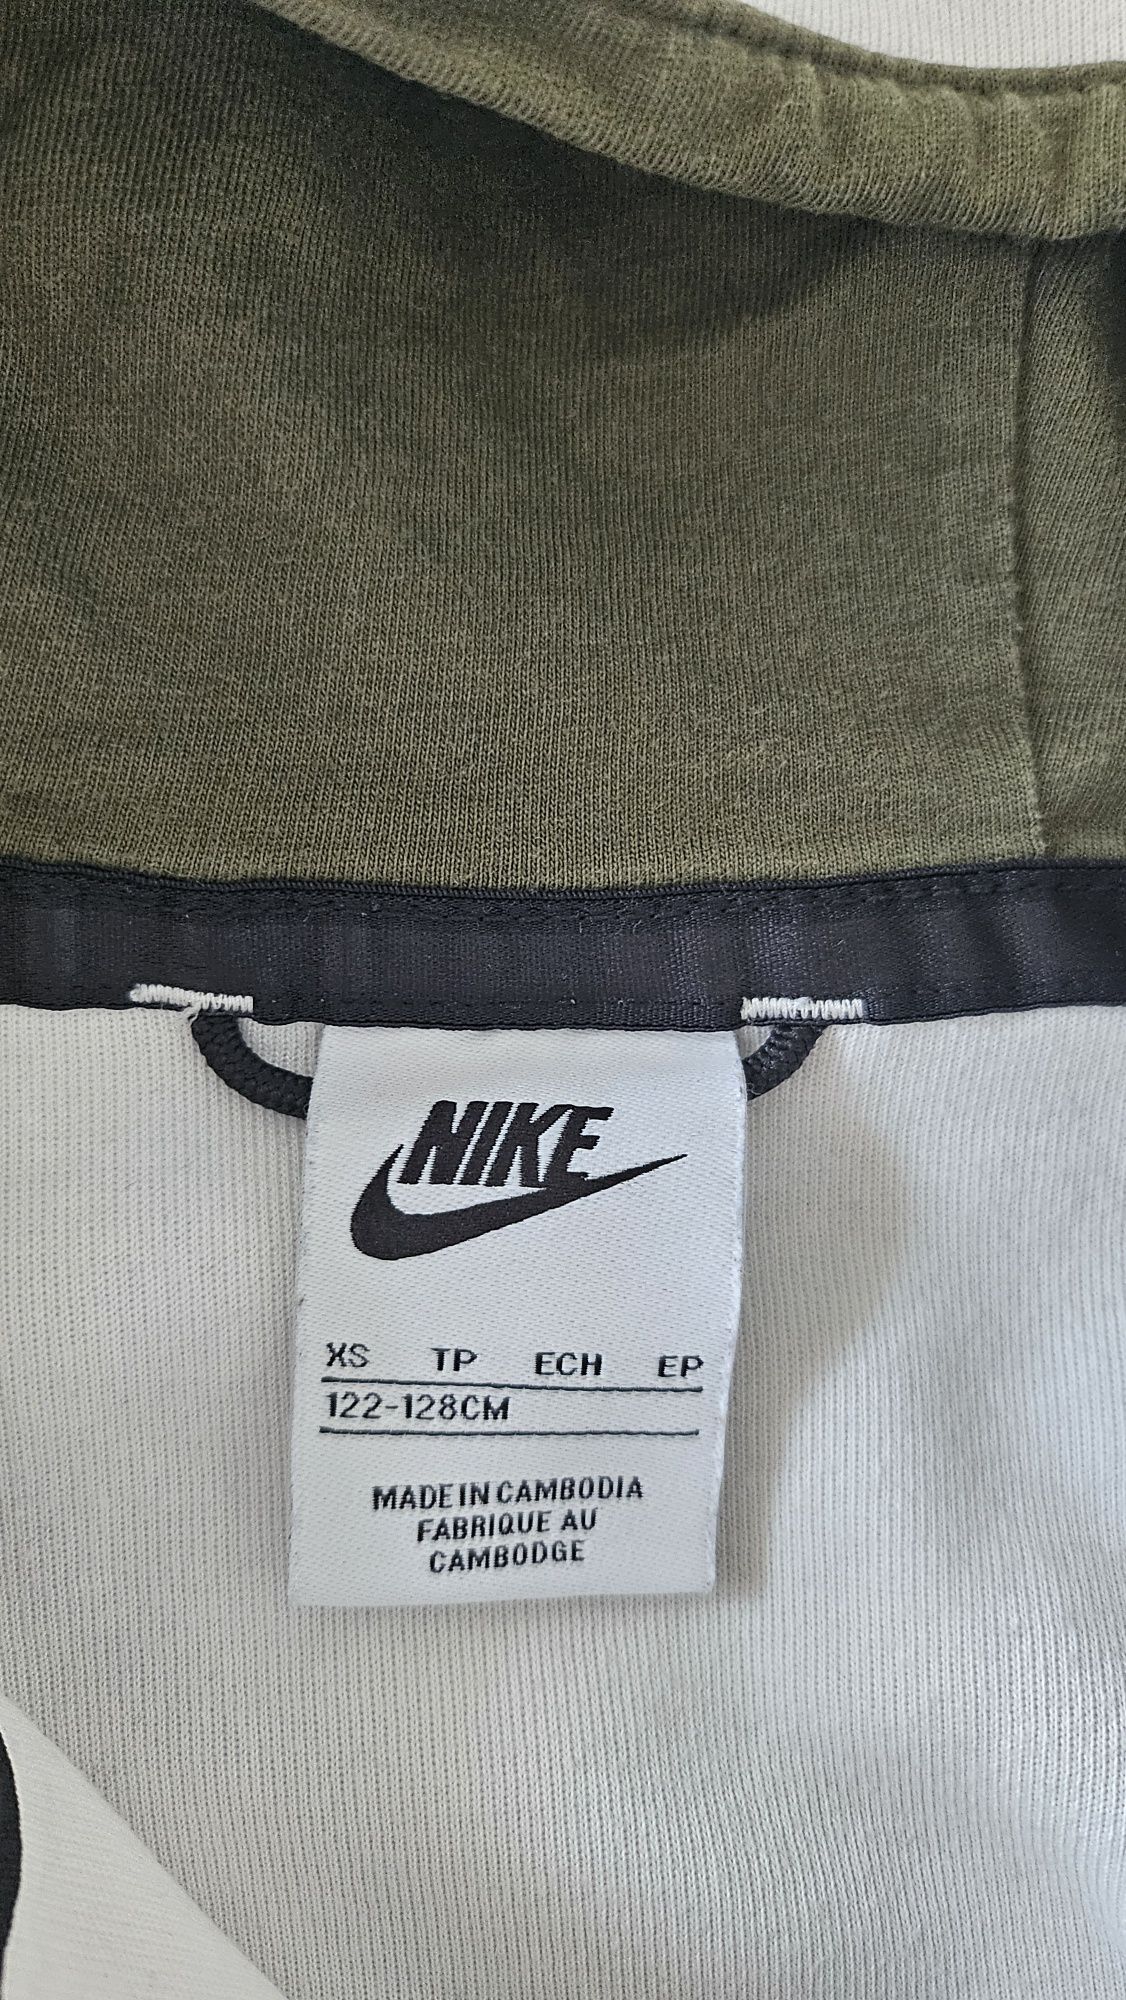 NIKE
XS TP ECH EP
122-128CM
MADE IN CAMBODIA
FABRIQUE AU
CAMBODGE